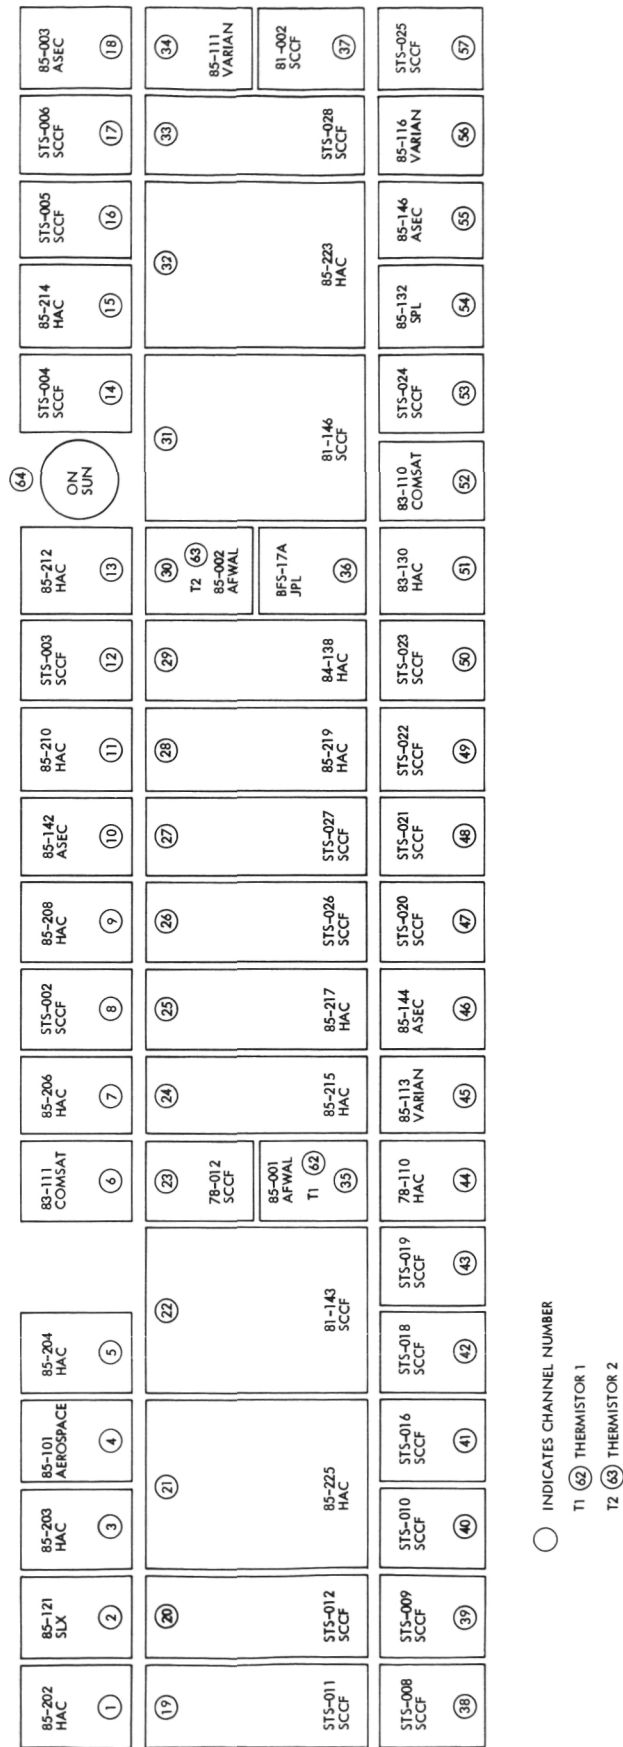 85-202
HAC
1
85-121
SLX
2
85-203
HAC
3
85-101
AEROSPACE
4
85-204
HAC
5
83-111
COMSAT
6
85-206
HAC
7
STS-002
SCCF
8
85-208
HAC
9
85-142
ASEC
10
85-210
HAC
11
STS-003
SCCF
12
85-212
HAC
13
64
ON
SUN
STS-004
SCCF
14
85-214
HAC
15
STS-005
SCCF
16
STS-006
SCCF
17
85-003
ASEC
18
19
STS-011
SCCF
20
STS-012
SCCF
21
85-225
HAC
22
81-143
SCCF
23
78-012
SCCF
85-001
AFWAL
T1 62
35
24
85-215
HAC
25
85-217
HAC
26
STS-026
SCCF
27
STS-027
SCCF
28
85-219
HAC
29
84-138
HAC
30
T2 63
85-002
AFWAL
BFS-17A
JPL
36
31
81-146
SCCF
32
85-223
HAC
33
STS-028
SCCF
34
85-111
VARIAN
81-002
SCCF
37
STS-008
SCCF
38
STS-009
SCCF
39
STS-010
SCCF
40
STS-016
SCCF
41
STS-018
SCCF
42
STS-019
SCCF
43
78-110
HAC
44
85-113
VARIAN
45
85-144
ASEC
46
STS-020
SCCF
47
STS-021
SCCF
48
STS-022
SCCF
49
STS-023
SCCF
50
83-130
HAC
51
83-110
COMSAT
52
STS-024
SCCF
53
85-132
SPL
54
85-146
ASEC
55
85-116
VARIAN
56
STS-025
SCCF
57
INDICATES CHANNEL NUMBER
T1 62 THERMISTOR 1
T2 63 THERMISTOR 2